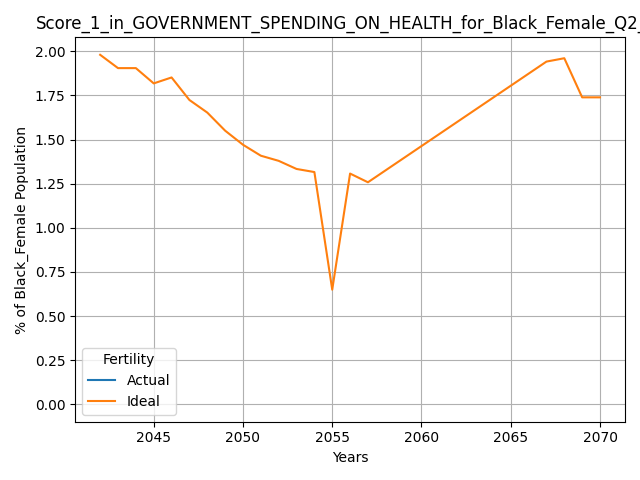 Score_1_in_GOVERNMENT_SPENDING_ON_HEALTH_for_Black_Female_Q2_
% of Black_Female Population
2.00
1.75
1.50
1.25
1.00
0.75
0.50
0.25
0.00
Fertility
Actual
Ideal
2045 2050 2055 2060 2065 2070
Years